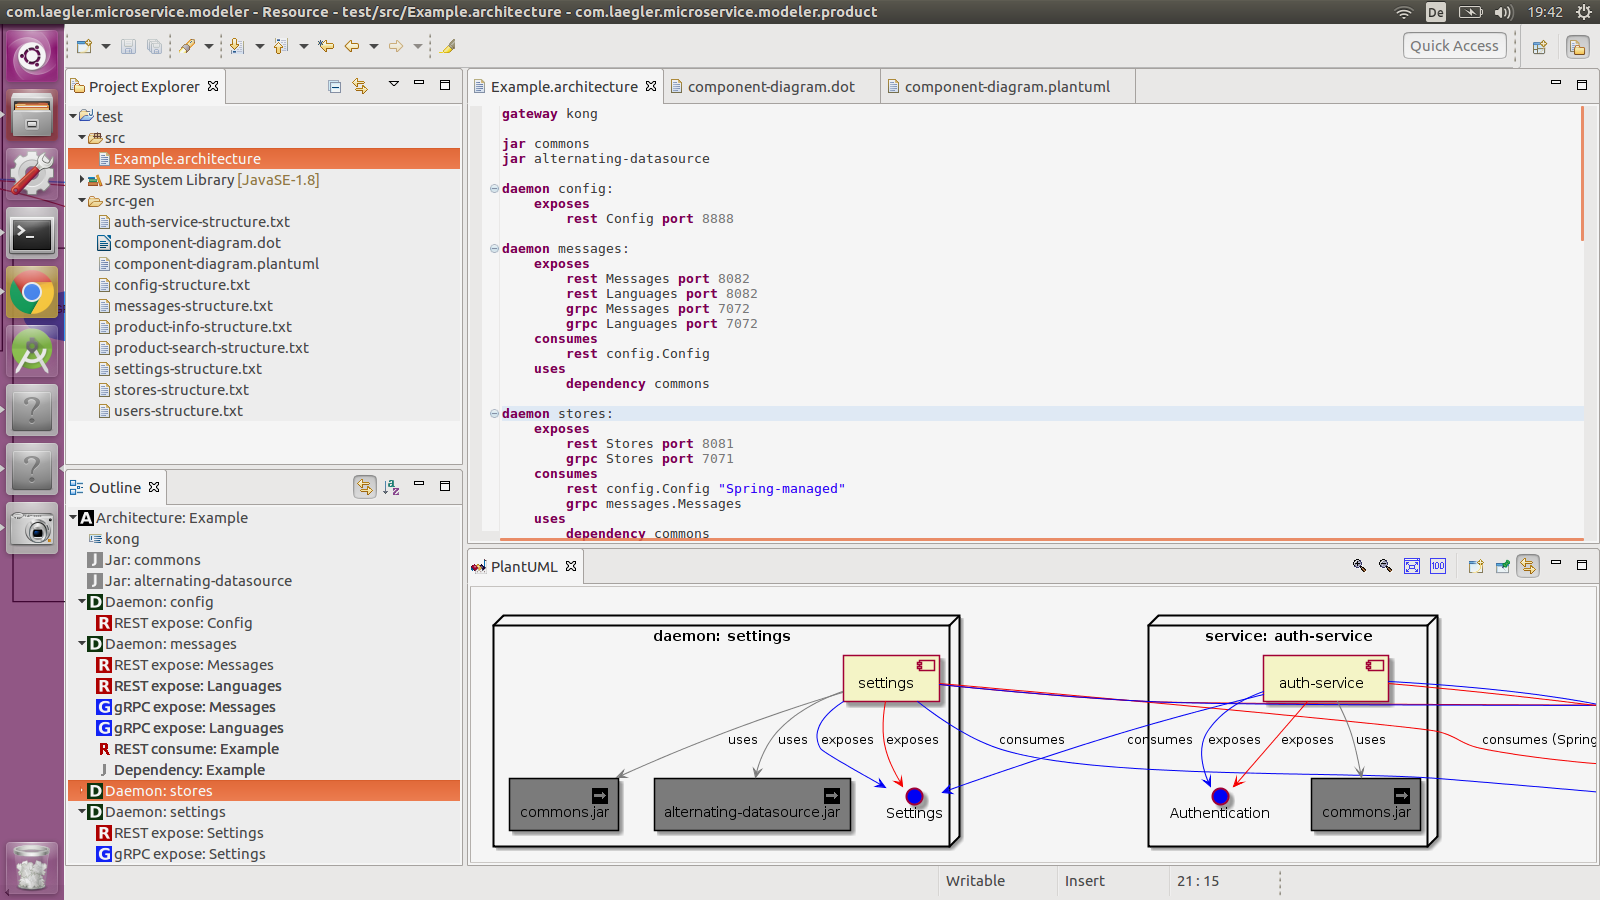 com.laegler.microservice.modeler - Resource - test/src/Example.architecture - com.laegler.microservice.modeler.product
De
19:42
Quick Access
Project Explorer
test
src
Example.architecture
JRE System Library [JavaSE-1.8]
src-gen
auth-service-structure.txt
component-diagram.dot
component-diagram.plantuml
config-structure.txt
messages-structure.txt
product-info-structure.txt
product-search-structure.txt
settings-structure.txt
stores-structure.txt
users-structure.txt
Outline
Architecture: Example
kong
Jar: commons
Jar: alternating-datasource
Daemon: config
REST expose: Config
Daemon: messages
REST expose: Messages
REST expose: Languages
gRPC expose: Messages
gRPC expose: Languages
REST consume: Example
Dependency: Example
Daemon: stores
Daemon: settings
REST expose: Settings
gRPC expose: Settings
Example.architecture
component-diagram.dot
component-diagram.plantuml
gateway kong
jar commons
jar alternating-datasource
daemon config:
exposes
rest Config port 8888
daemon messages:
exposes
rest Messages port 8082
rest Languages port 8082
grpc Messages port 7072
grpc Languages port 7072
consumes
rest config.Config
uses
dependency commons
daemon stores:
exposes
rest Stores port 8081
grpc Stores port 7071
consumes
rest config.Config "Spring-managed"
grpc messages.Messages
uses
dependency commons
PlantUML
100
daemon: settings
settings
uses
uses
exposes
exposes
consumes
commons.jar
alternating-datasource.jar
Settings
service: auth-service
auth-service
consumes
exposes
exposes
uses
consumes (Spring
Authentication
commons.jar
Writable
Insert
21 : 15